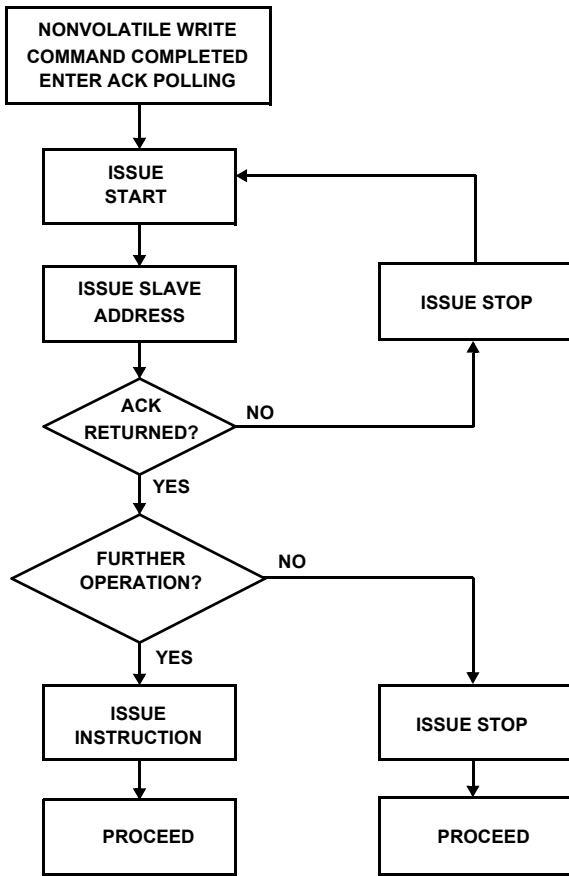 NONVOLATILE WRITE
COMMAND COMPLETED
ENTER ACK POLLING
ISSUE
START
ISSUE SLAVE
ADDRESS
ISSUE STOP
ACK
RETURNED?
NO
YES
FURTHER
OPERATION?
NO
YES
ISSUE
INSTRUCTION
ISSUE STOP
PROCEED
PROCEED